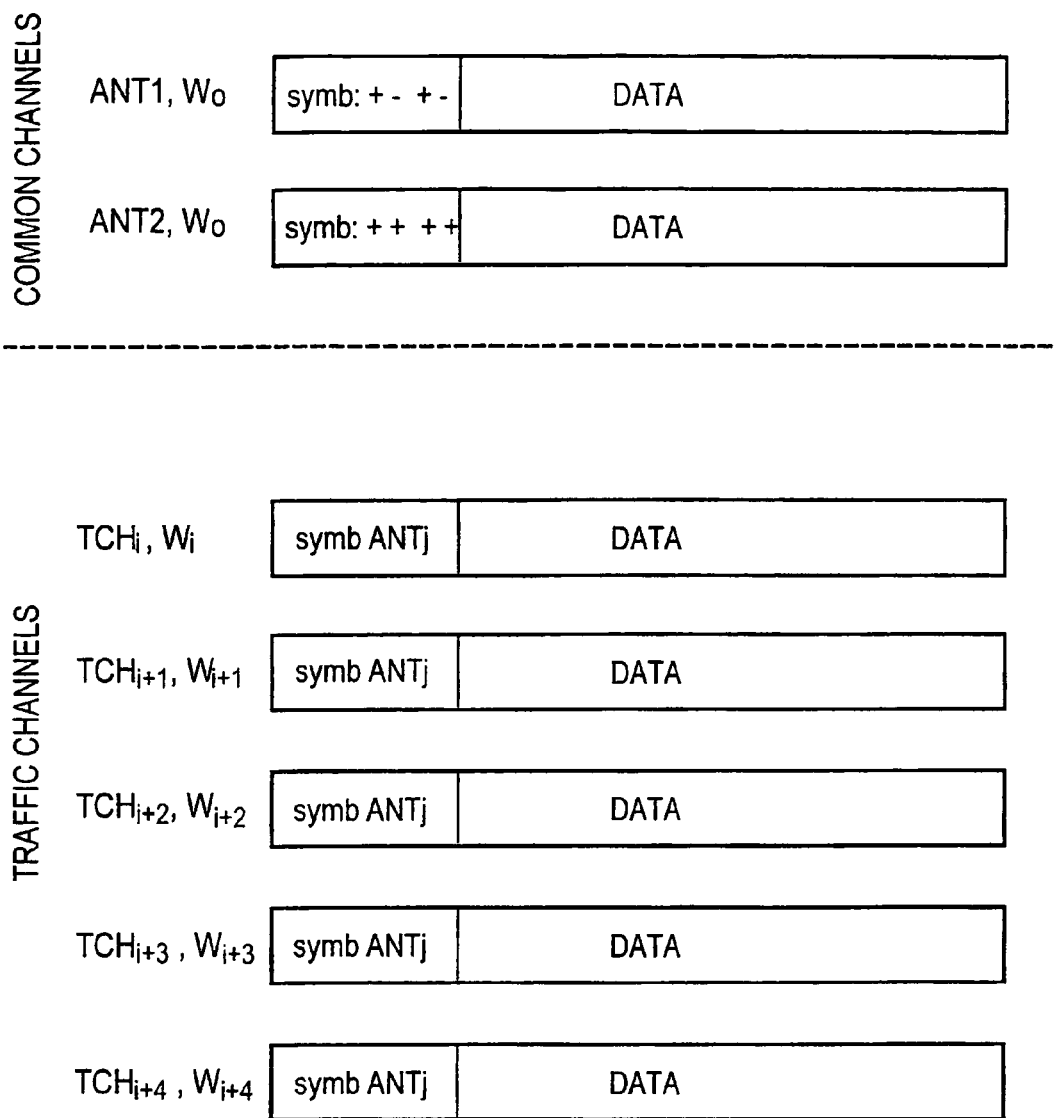 COMMON CHANNELS
ANT1, W₀ symb: + - + - DATA
ANT2, W₀ symb: + + + + DATA
TRAFFIC CHANNELS
TCHᵢ , Wᵢ symb ANTj DATA
TCHᵢ₊₁, Wᵢ₊₁ symb ANTj DATA
TCHᵢ₊₂, Wᵢ₊₂ symb ANTj DATA
TCHᵢ₊₃ , Wᵢ₊₃ symb ANTj DATA
TCHᵢ₊₄ , Wᵢ₊₄ symb ANTj DATA